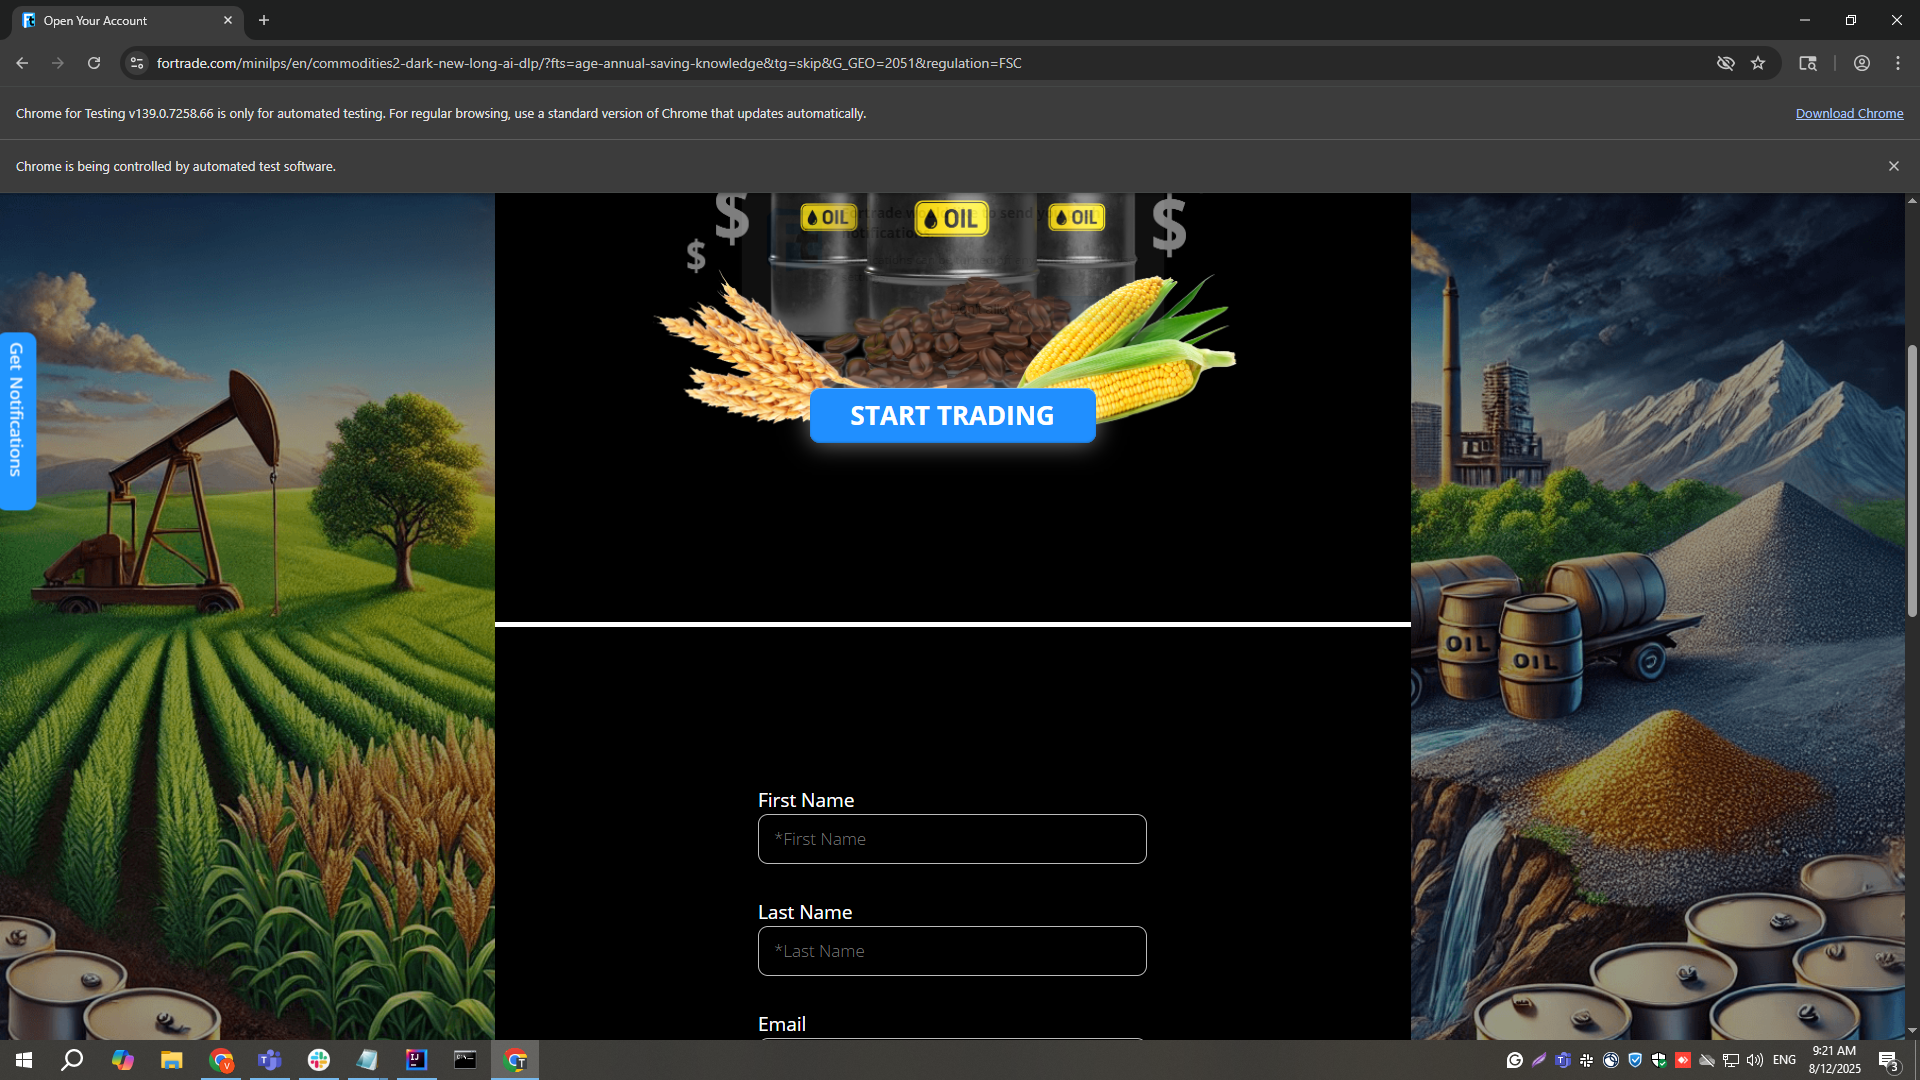 Open Your Account
fortrade.com/minilps/en/commodities2-dark-new-long-ai-dlp/?fts=age-annual-saving-knowledge&tg=skip&G_GEO=2051&regulation=FSC
Chrome for Testing v139.0.7258.66 is only for automated testing. For regular browsing, use a standard version of Chrome that updates automatically.
Download Chrome
Chrome is being controlled by automated test software.
$ $ $
OIL OIL OIL
Get Notifications
START TRADING
OIL OIL
First Name
*First Name
Last Name
*Last Name
Email
ENG
9:21 AM
8/12/2025
3